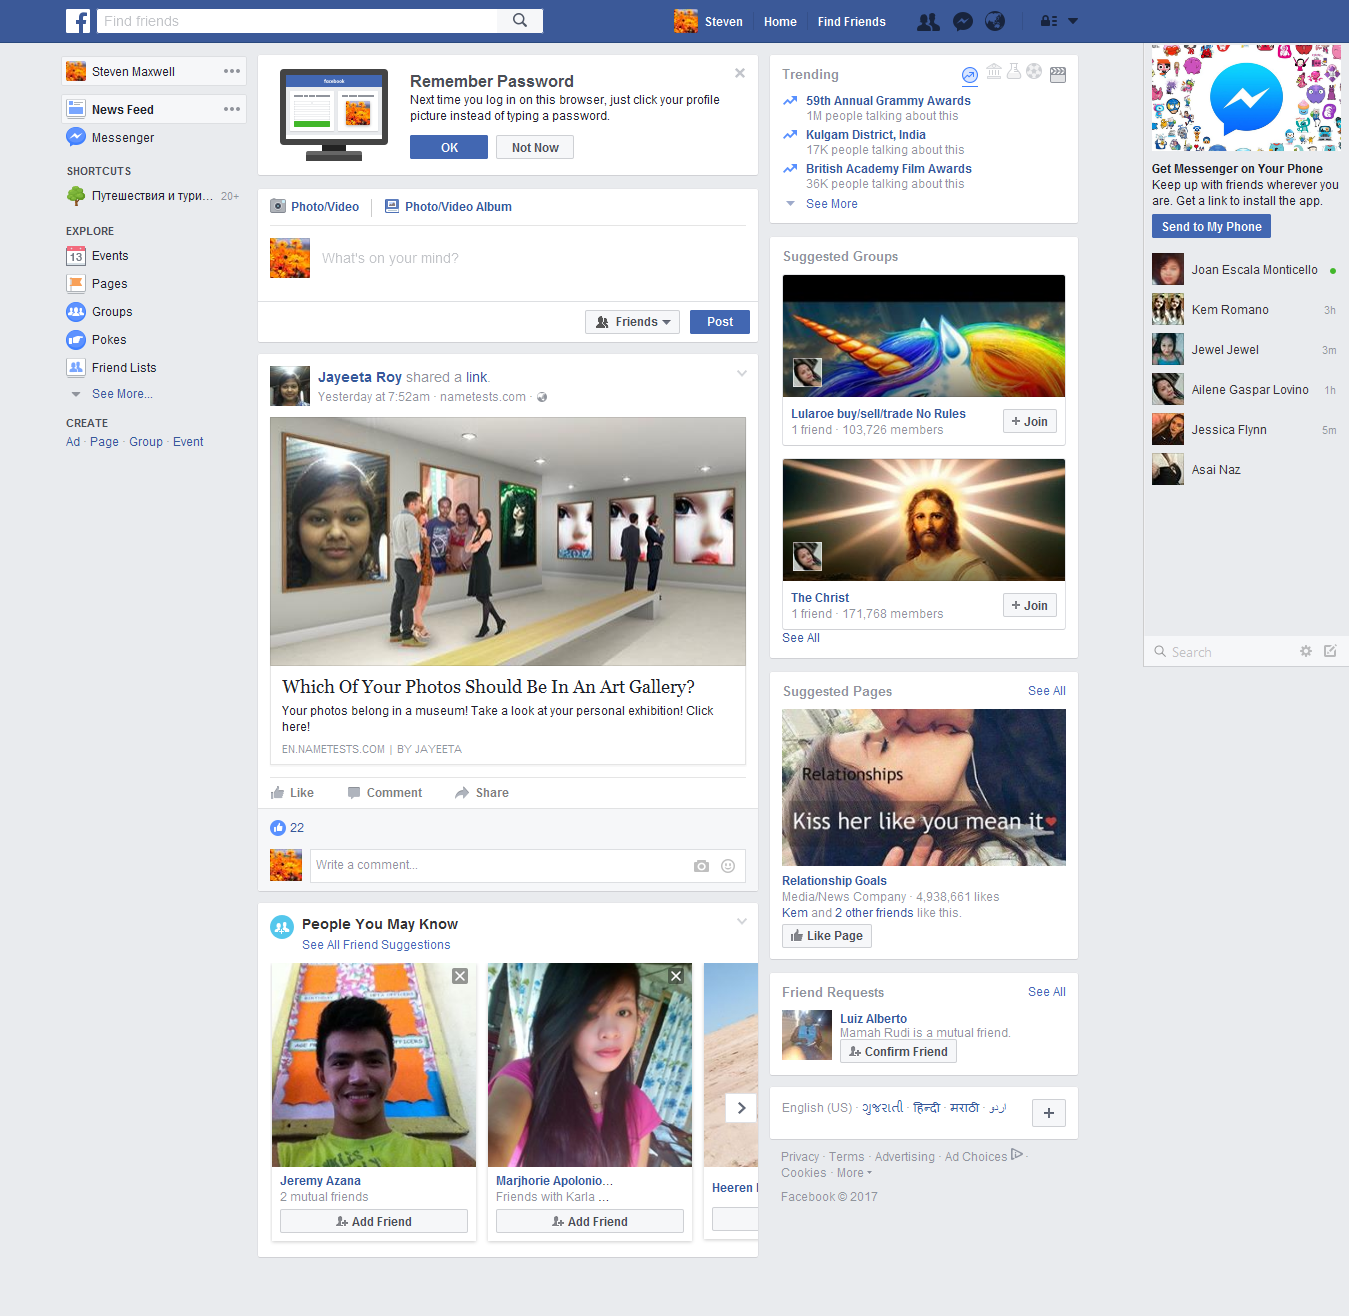 Find friends
Steven
Home
Find Friends
Steven Maxwell
News Feed
Messenger
SHORTCUTS
Путешествия и тури...
20+
EXPLORE
13
Events
Pages
Groups
Pokes
Friend Lists
See More...
CREATE
Ad · Page · Group · Event
facebook
Remember Password
Next time you log in on this browser, just click your profile
picture instead of typing a password.
OK
Not Now
Photo/Video
Photo/Video Album
What's on your mind?
Friends
Post
Jayeeta Roy shared a link.
Yesterday at 7:52am · nametests.com ·
Which Of Your Photos Should Be In An Art Gallery?
Your photos belong in a museum! Take a look at your personal exhibition! Click
here!
EN.NAMETESTS.COM | BY JAYEETA
Like
Comment
Share
22
Write a comment...
People You May Know
See All Friend Suggestions
Jeremy Azana
2 mutual friends
Add Friend
Marjhorie Apolonio...
Friends with Karla ...
Add Friend
Heeren
Trending
59th Annual Grammy Awards
1M people talking about this
Kulgam District, India
17K people talking about this
British Academy Film Awards
36K people talking about this
See More
Suggested Groups
Lularoe buy/sell/trade No Rules
1 friend · 103,726 members
+ Join
The Christ
1 friend · 171,768 members
+ Join
See All
Suggested Pages
See All
Relationships
Kiss her like you mean it
Relationship Goals
Media/News Company · 4,938,661 likes
Kem and 2 other friends like this.
Like Page
Friend Requests
See All
Luiz Alberto
Mamah Rudi is a mutual friend.
Confirm Friend
English (US) · ગુજરાતી · हिन्दी · मराठी · اردو
+
Privacy · Terms · Advertising · Ad Choices ·
Cookies · More
Facebook © 2017
Get Messenger on Your Phone
Keep up with friends wherever you
are. Get a link to install the app.
Send to My Phone
Joan Escala Monticello
Kem Romano
3h
Jewel Jewel
3m
Ailene Gaspar Lovino
1h
Jessica Flynn
5m
Asai Naz
Search